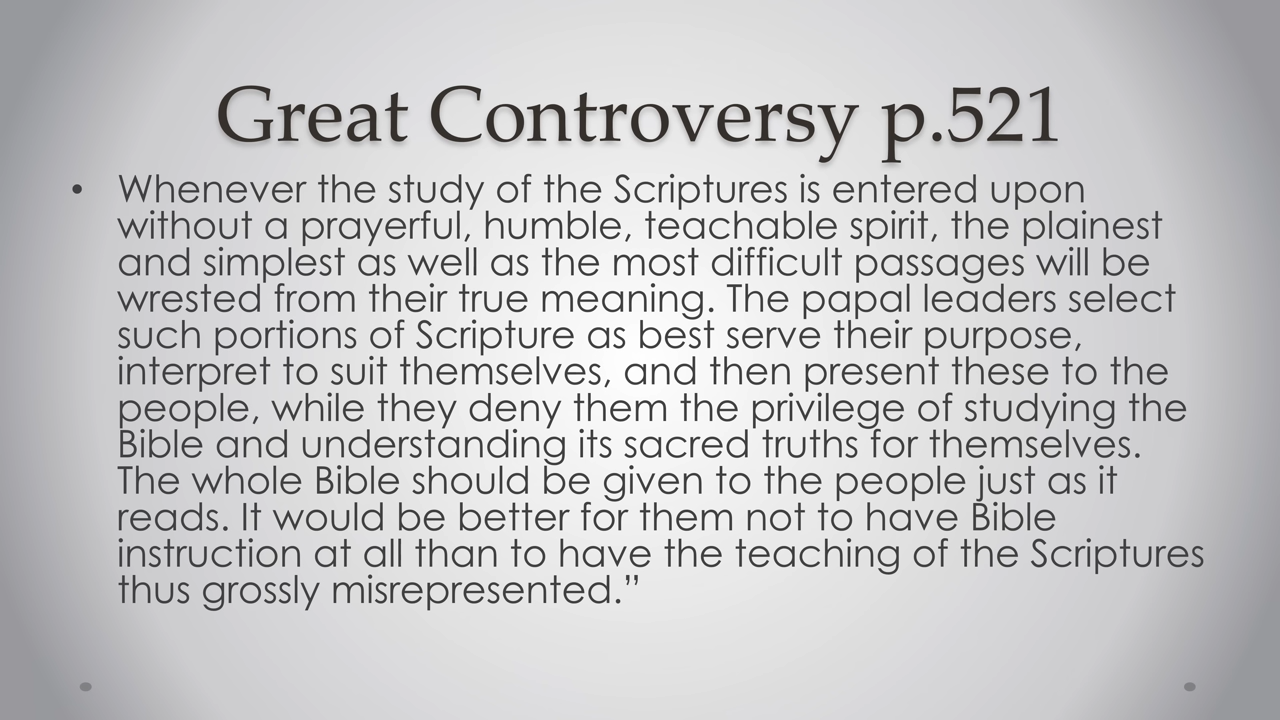 Great Controversy p.521
• Whenever the study of the Scriptures is entered upon
without a prayerful, humble, teachable spirit, the plainest
and simplest as well as the most difficult passages will be
wrested from their true meaning. The papal leaders select
such portions of Scripture as best serve their purpose,
interpret to suit themselves, and then present these to the
people, while they deny them the privilege of studying the
Bible and understanding its sacred truths for themselves.
The whole Bible should be given to the people just as it
reads. It would be better for them not to have Bible
instruction at all than to have the teaching of the Scriptures
thus grossly misrepresented.”